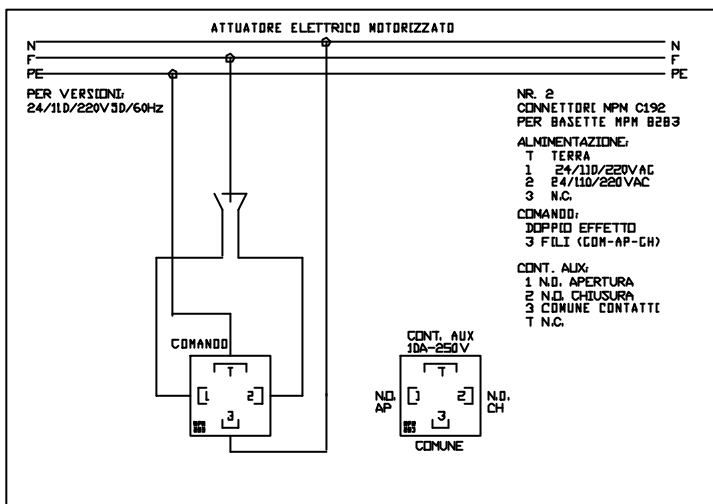 ATTUATORE ELETTRICO MOTORIZZATO
N
F
PE
N
F
PE
PER VERSIONI:
24/110/220V50/60Hz
NR. 2
CONNETTORI MPM C192
PER BASETTE MPM B2B3
ALMINENTAZIONE:
T TERRA
1 24/110/220VAC
2 24/110/220VAC
3 N.C.
COMANDO:
DOPPIO EFFETTO
3 FILI (COM-AP-CH)
CONT. AUX:
1 N.O. APERTURA
2 N.O. CHIUSURA
3 COMUNE CONTATTI
T N.C.
COMANDO
T
1 2
3
CONT. AUX
10A-250V
T
N.O. AP
1 2
N.O. CH
3
COMUNE